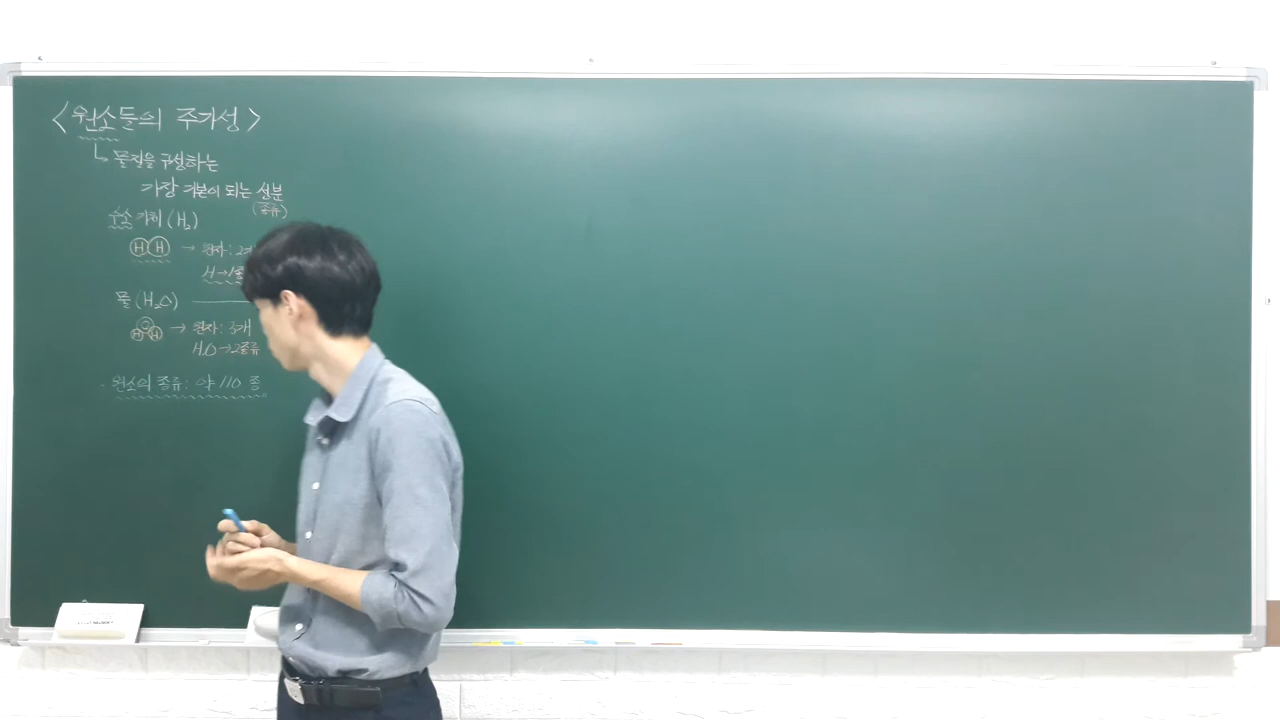 <원소들의 주기성>
물질을 구성하는
가장 기본이 되는 성분
(종류)
수소 기체 (H₂)
H H → 원자: 2개
H → 1종
물 (H₂O)
O
H H → 원자: 3개
H, O → 2종류
· 원소의 종류: 약 110 종